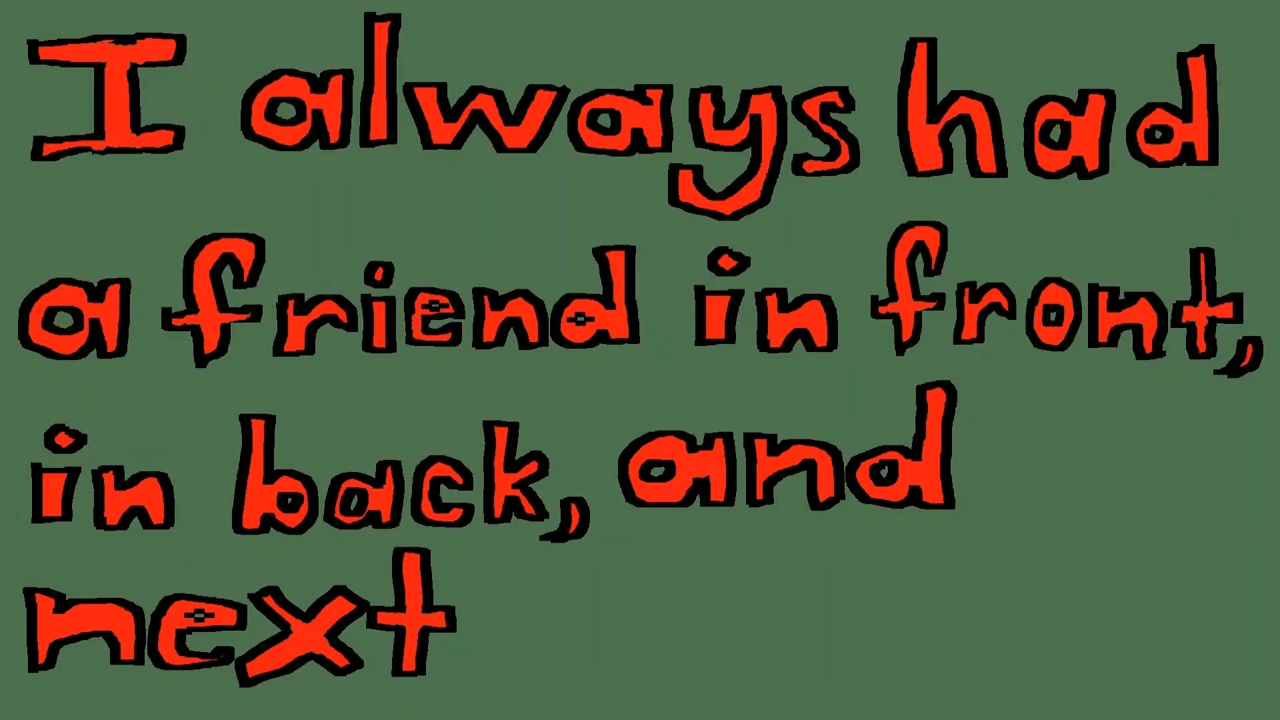 I always had
a friend in front,
in back, and
next